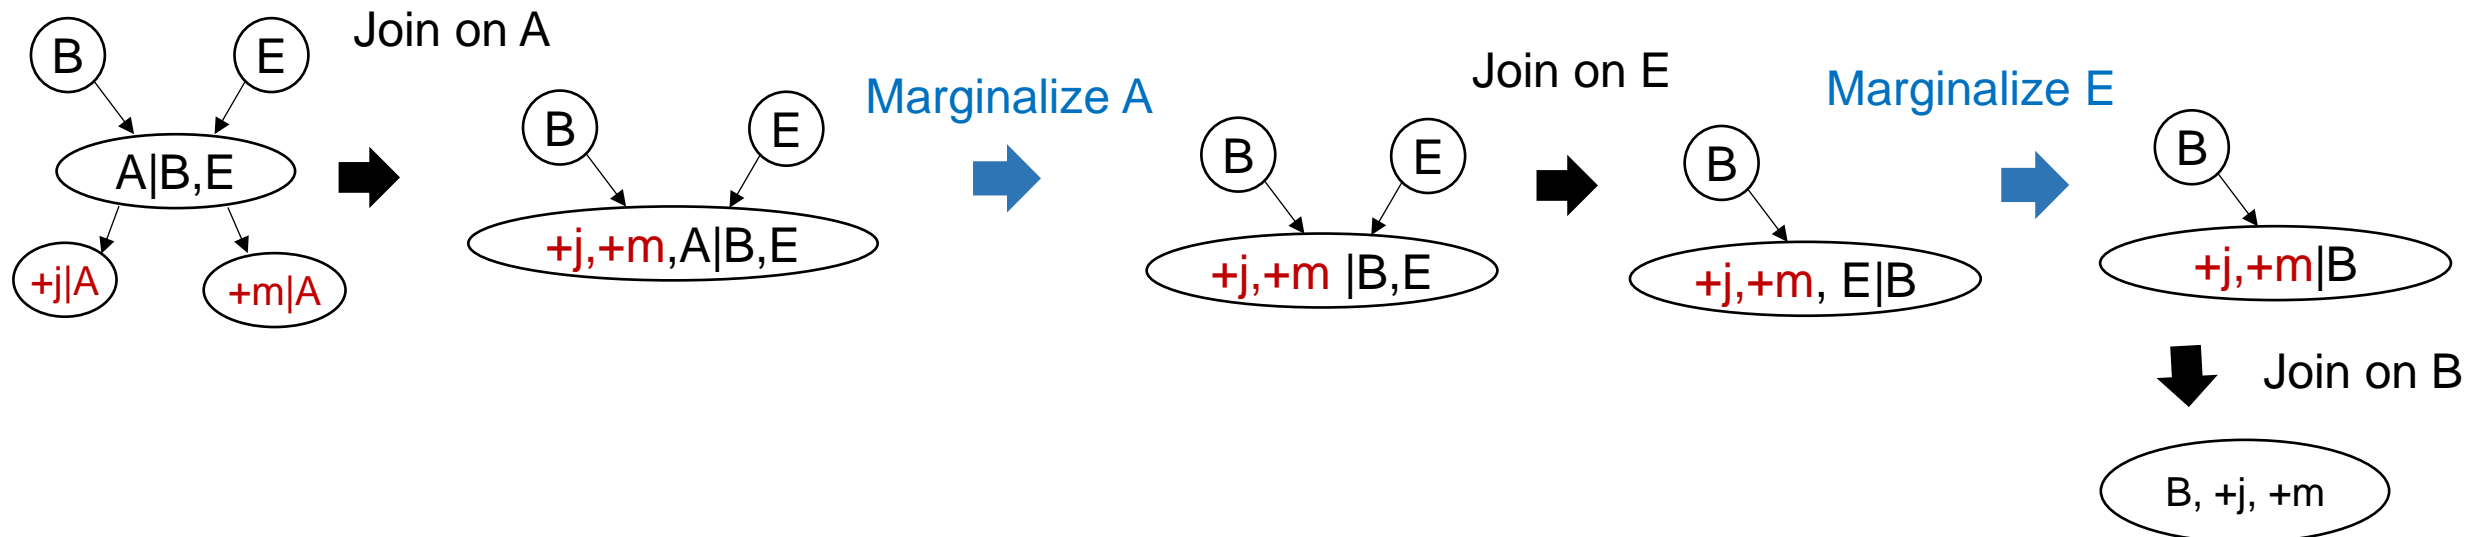 B
E
A|B,E
+j|A
+m|A
Join on A
B
E
+j,+m,A|B,E
Marginalize A
B
E
+j,+m |B,E
Join on E
B
+j,+m, E|B
Marginalize E
B
+j,+m|B
Join on B
B, +j, +m